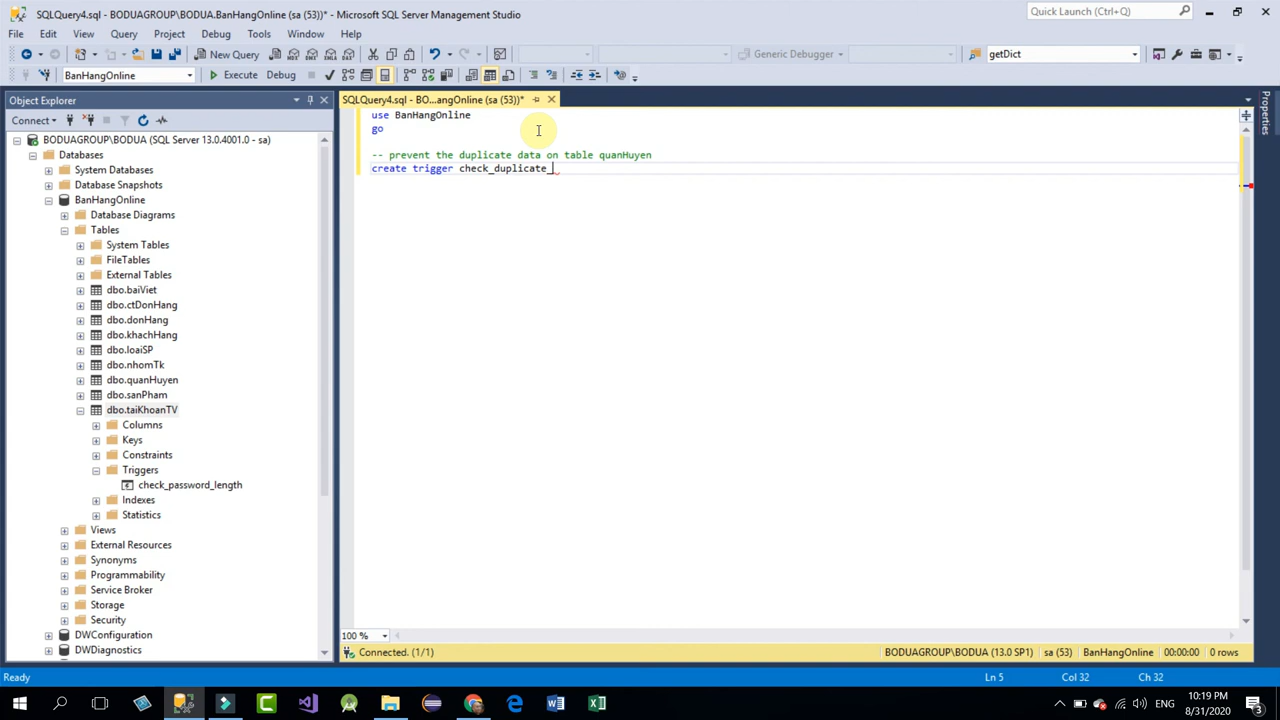 SQLQuery4.sql - BODUAGROUP\BODUA.BanHangOnline (sa (53))* - Microsoft SQL Server Management Studio
Quick Launch (Ctrl+Q)
File Edit View Query Project Debug Tools Window Help
New Query
Generic Debugger
getDict
BanHangOnline
Execute Debug
Object Explorer
SQLQuery4.sql - BO...angOnline (sa (53))*
Properties
Connect
BODUAGROUP\BODUA (SQL Server 13.0.4001.0 - sa)
Databases
System Databases
Database Snapshots
BanHangOnline
Database Diagrams
Tables
System Tables
FileTables
External Tables
dbo.baiViet
dbo.ctDonHang
dbo.donHang
dbo.khachHang
dbo.loaiSP
dbo.nhomTk
dbo.quanHuyen
dbo.sanPham
dbo.taiKhoanTV
Columns
Keys
Constraints
Triggers
check_password_length
Indexes
Statistics
Views
External Resources
Synonyms
Programmability
Service Broker
Storage
Security
DWConfiguration
DWDiagnostics
use BanHangOnline
go
-- prevent the duplicate data on table quanHuyen
create trigger check_duplicate_
100 %
Connected. (1/1)
BODUAGROUP\BODUA (13.0 SP1) sa (53) BanHangOnline 00:00:00 0 rows
Ready
Ln 5 Col 32 Ch 32
10:19 PM
8/31/2020
3